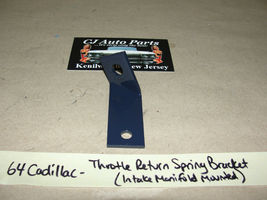 CJ Auto Parts
Kenilworth, New Jersey
64 Cadillac - Throttle Return Spring Bracket
(Intake Manifold Mounted)